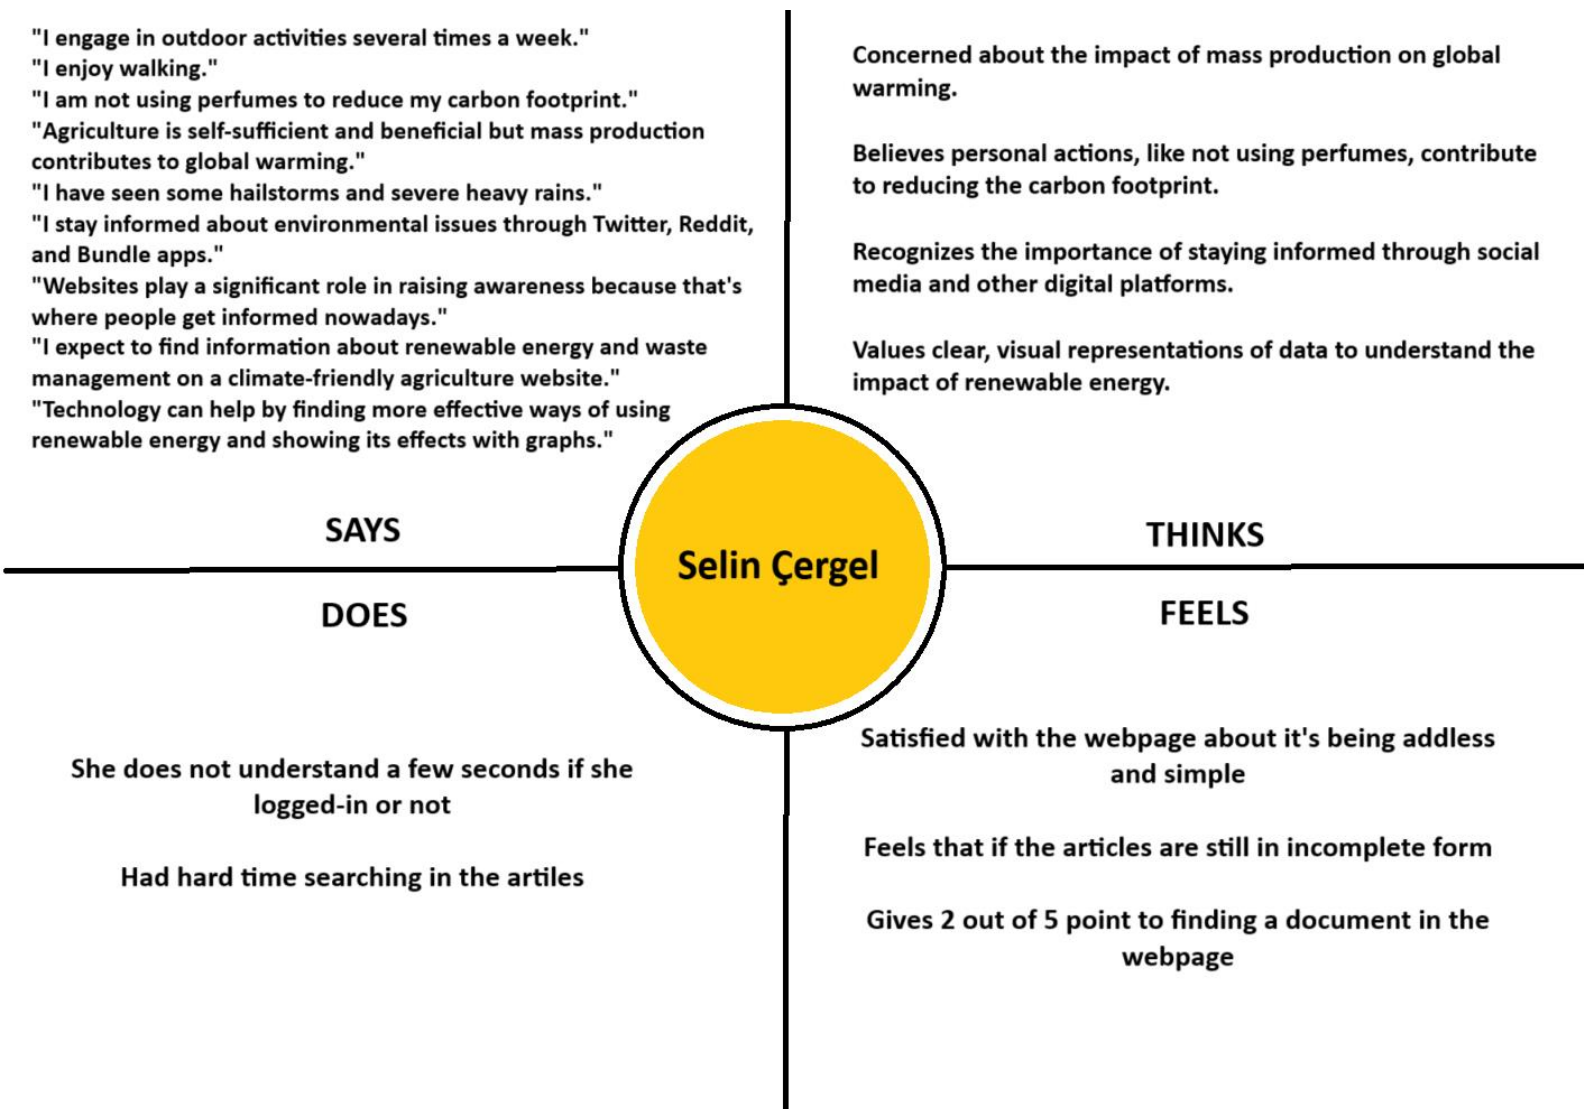 "I engage in outdoor activities several times a week."
"I enjoy walking."
"I am not using perfumes to reduce my carbon footprint."
"Agriculture is self-sufficient and beneficial but mass production
contributes to global warming."
"I have seen some hailstorms and severe heavy rains."
"I stay informed about environmental issues through Twitter, Reddit,
and Bundle apps."
"Websites play a significant role in raising awareness because that's
where people get informed nowadays."
"I expect to find information about renewable energy and waste
management on a climate-friendly agriculture website."
"Technology can help by finding more effective ways of using
renewable energy and showing its effects with graphs."
SAYS
Concerned about the impact of mass production on global
warming.
Believes personal actions, like not using perfumes, contribute
to reducing the carbon footprint.
Recognizes the importance of staying informed through social
media and other digital platforms.
Values clear, visual representations of data to understand the
impact of renewable energy.
THINKS
Selin Çergel
DOES
She does not understand a few seconds if she
logged-in or not
Had hard time searching in the artiles
FEELS
Satisfied with the webpage about it's being addless
and simple
Feels that if the articles are still in incomplete form
Gives 2 out of 5 point to finding a document in the
webpage